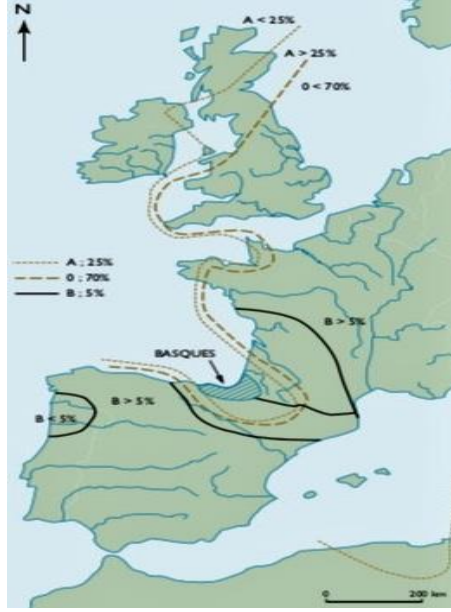 N
A < 25%
A > 25%
0 < 70%
A ; 25%
0 ; 70%
B ; 5%
B > 5%
BASQUES
B > 5%
B < 5%
0 200 km